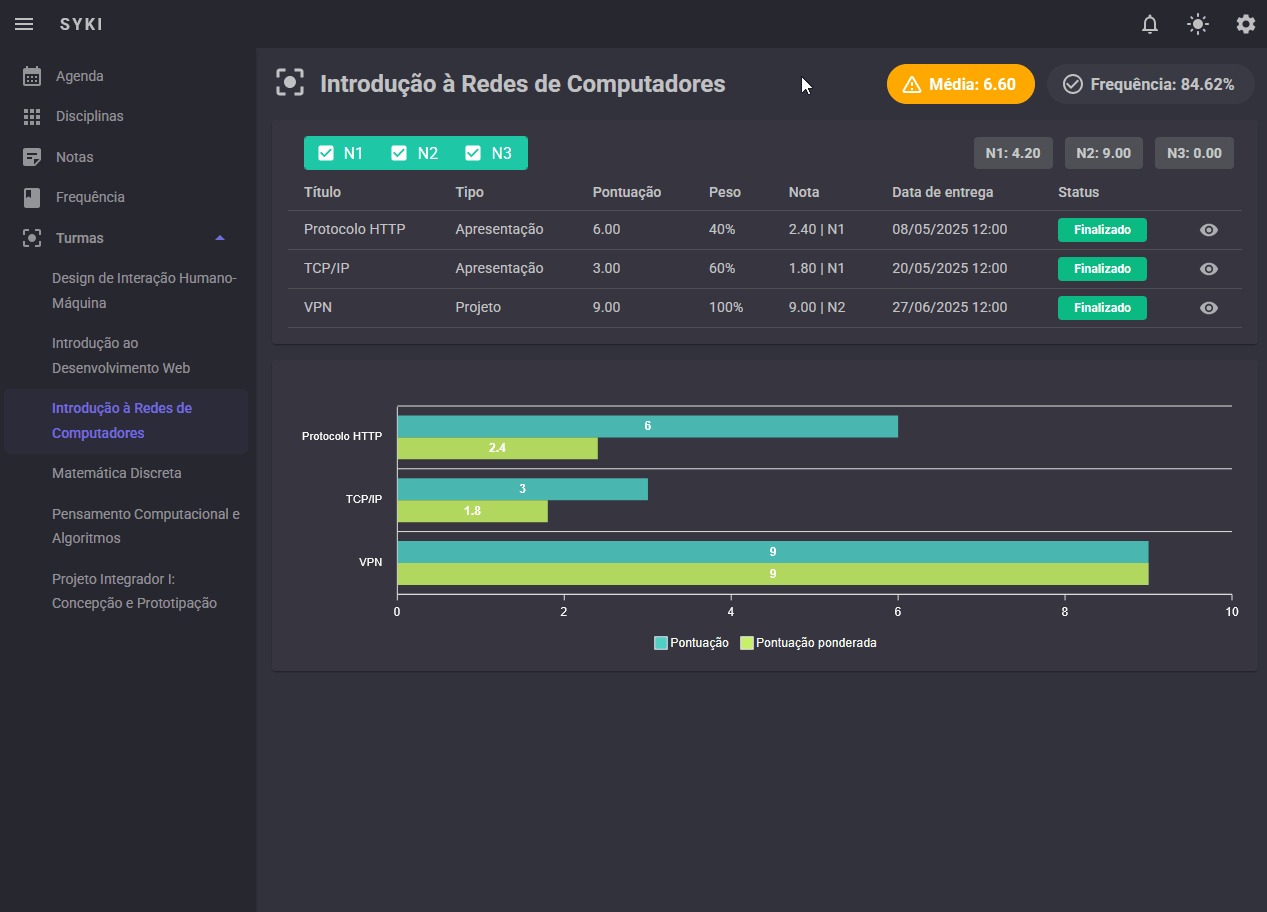 SYKI
Agenda
Disciplinas
Notas
Frequência
Turmas
Design de Interação Humano-
Máquina
Introdução ao
Desenvolvimento Web
Introdução à Redes de
Computadores
Matemática Discreta
Pensamento Computacional e
Algoritmos
Projeto Integrador I:
Concepção e Prototipação
Introdução à Redes de Computadores
Média: 6.60
Frequência: 84.62%
N1 N2 N3
N1: 4.20
N2: 9.00
N3: 0.00
Título Tipo Pontuação Peso Nota Data de entrega Status
Protocolo HTTP Apresentação 6.00 40% 2.40 | N1 08/05/2025 12:00 Finalizado
TCP/IP Apresentação 3.00 60% 1.80 | N1 20/05/2025 12:00 Finalizado
VPN Projeto 9.00 100% 9.00 | N2 27/06/2025 12:00 Finalizado
Protocolo HTTP
6
2.4
TCP/IP
3
1.8
VPN
9
9
0 2 4 6 8 10
Pontuação Pontuação ponderada